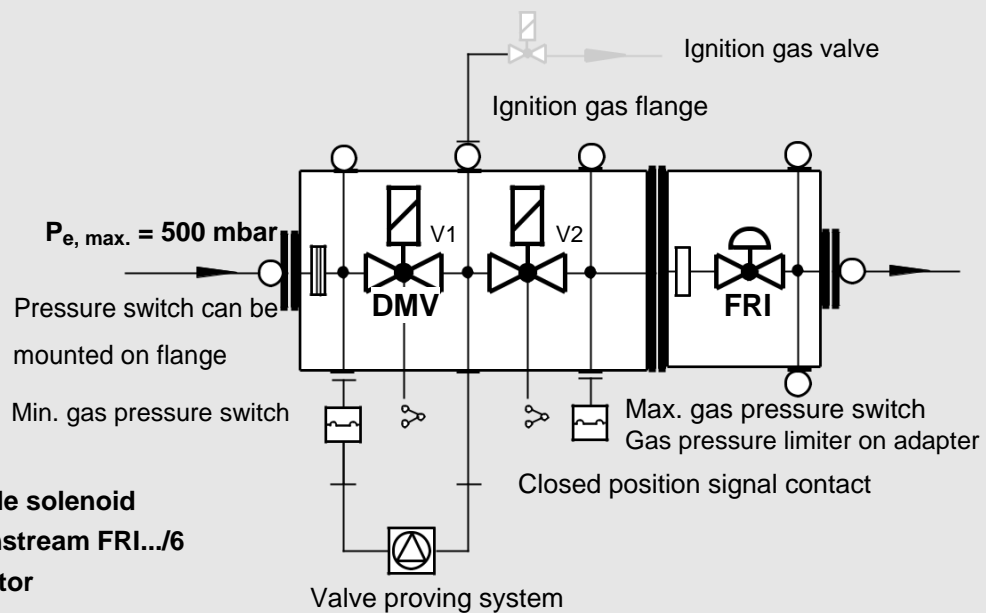 Ignition gas valve
Ignition gas flange
Pe, max. = 500 mbar
V1
V2
DMV
FRI
Pressure switch can be
mounted on flange
Min. gas pressure switch
Max. gas pressure switch
Gas pressure limiter on adapter
Closed position signal contact
le solenoid
nstream FRI.../6
tor
Valve proving system